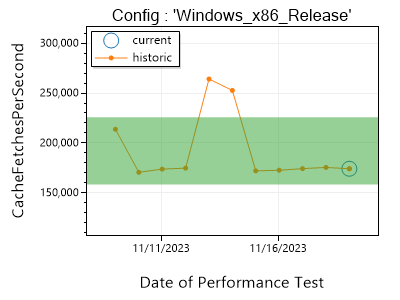 Config : 'Windows_x86_Release'
current
historic
300,000
250,000
200,000
150,000
CacheFetchesPerSecond
11/11/2023
11/16/2023
Date of Performance Test